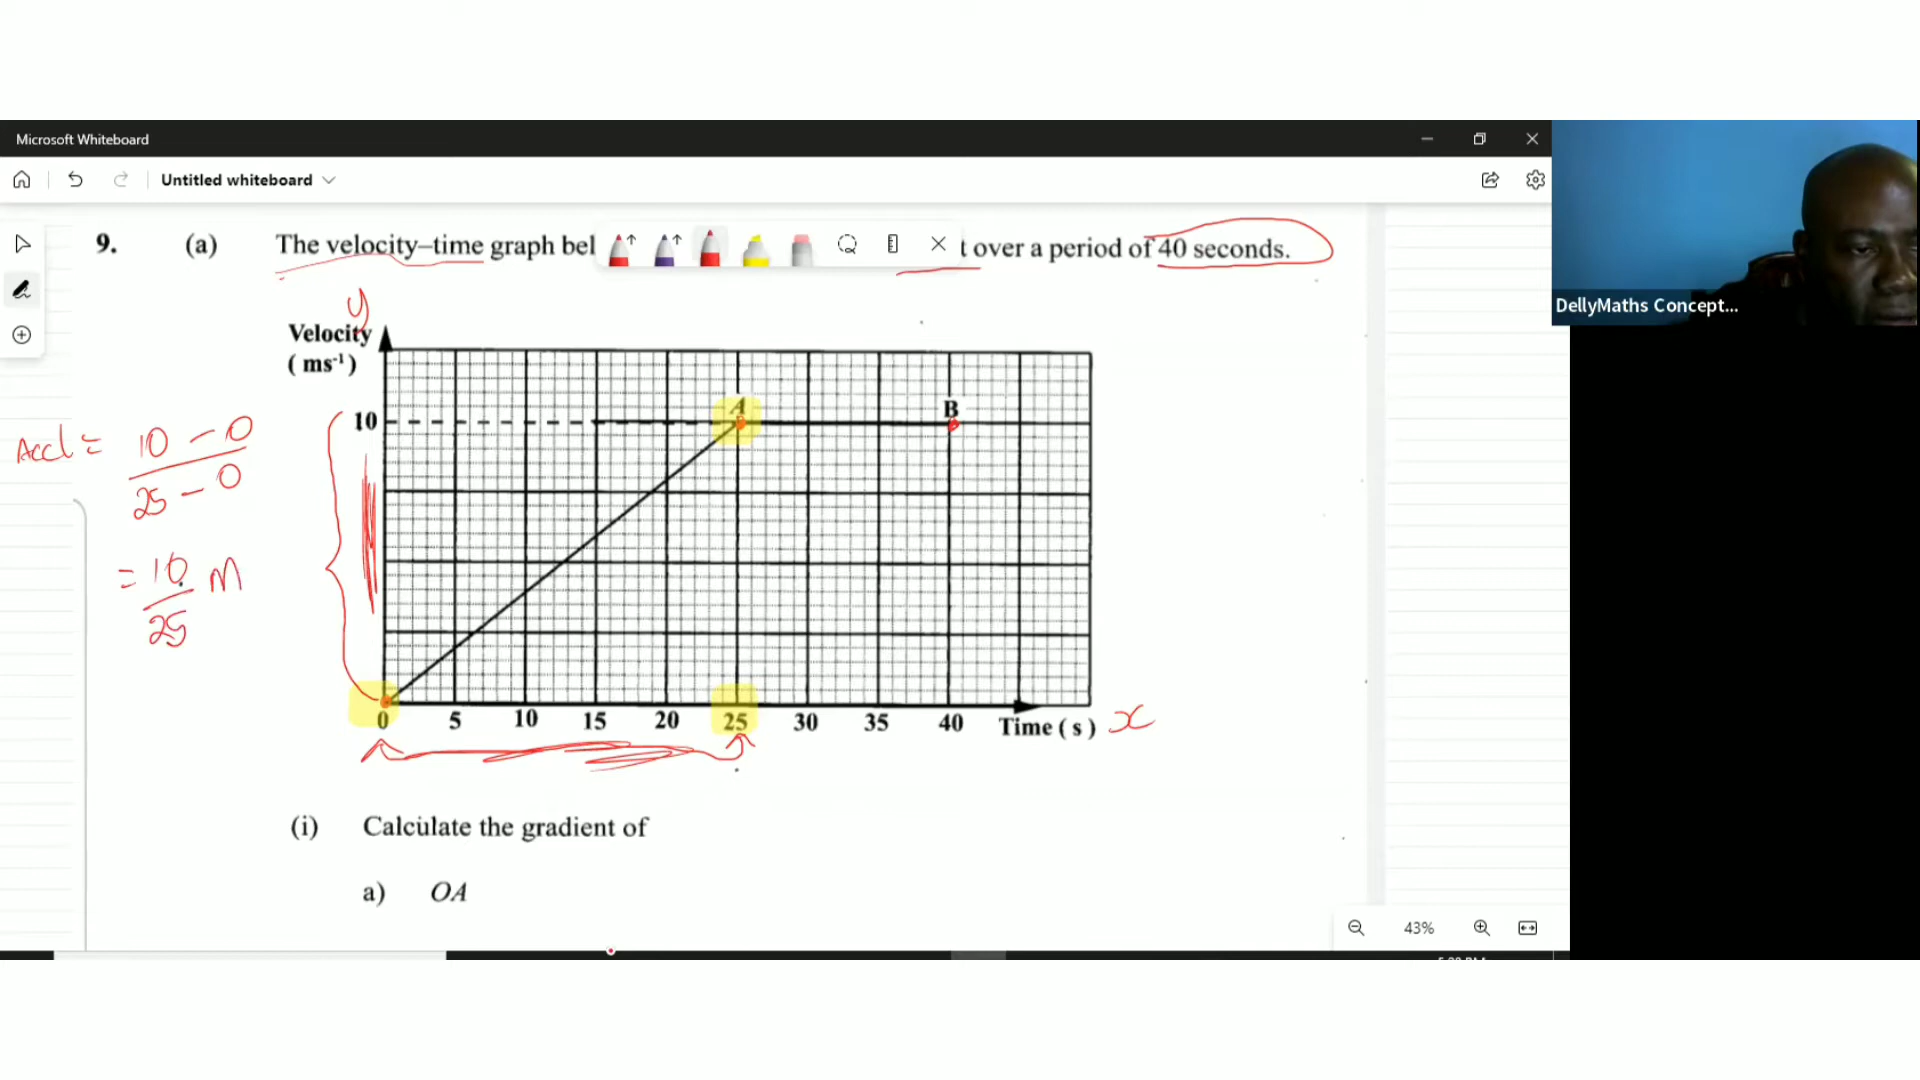 Microsoft Whiteboard
Untitled whiteboard
9. (a) The velocity–time graph bel t over a period of 40 seconds.
y
Velocity
( ms-1 )
A B
10
Accl = 10 – 0
25 – 0
= 10 m
25
0 5 10 15 20 25 30 35 40 Time ( s ) x
(i) Calculate the gradient of
a) OA
43%
DellyMaths Concept...